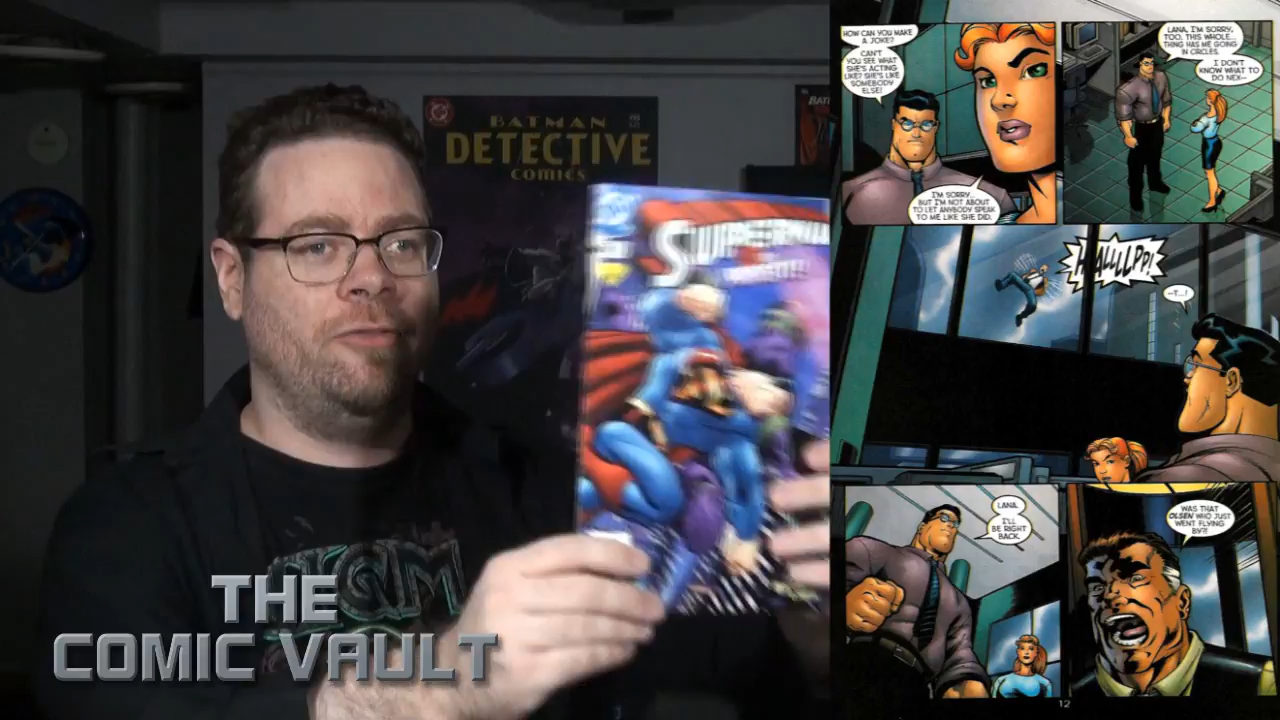 BATMAN
DETECTIVE
COMICS
BAT
SUPERMAN
THE
COMIC VAULT
HOW CAN YOU MAKE
A JOKE?
CAN'T
YOU SEE WHAT
SHE'S ACTING
LIKE? SHE'S LIKE
SOMEBODY
ELSE!
I'M SORRY...
BUT I'M NOT ABOUT
TO LET ANYBODY SPEAK
TO ME LIKE SHE DID.
LANA, I'M SORRY,
TOO. THIS WHOLE...
THING HAS ME GOING
IN CIRCLES.
I DON'T
KNOW WHAT TO
DO NEX--
HAALLLLPP!
--T...!
LANA,
I'LL
BE RIGHT
BACK.
WAS THAT
OLSEN WHO JUST
WENT FLYING
BY?!
12